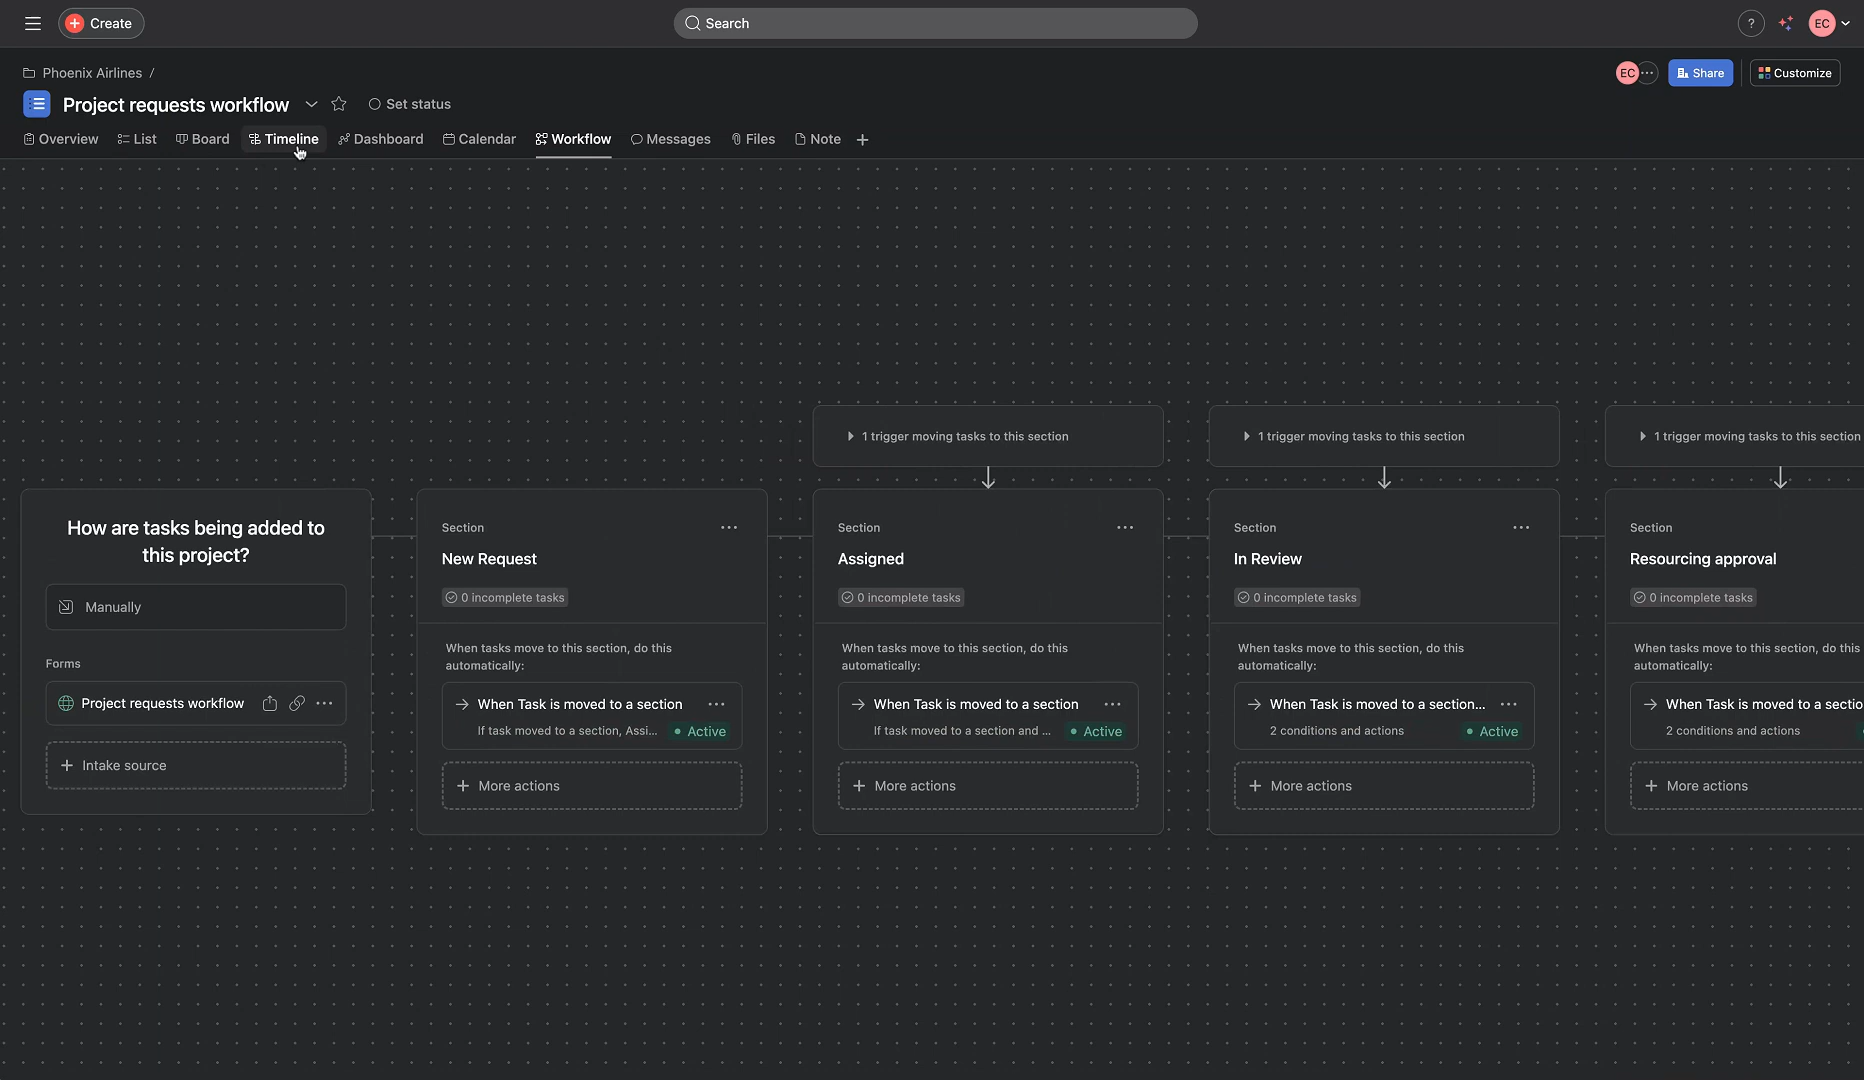 Create
Search
?
EC
Phoenix Airlines /
EC
Share
Customize
Project requests workflow
Set status
Overview
List
Board
Timeline
Dashboard
Calendar
Workflow
Messages
Files
Note
1 trigger moving tasks to this section
1 trigger moving tasks to this section
1 trigger moving tasks to this section
How are tasks being added to
this project?
Manually
Forms
Project requests workflow
Intake source
Section
New Request
0 incomplete tasks
When tasks move to this section, do this
automatically:
When Task is moved to a section
If task moved to a section, Assi... • Active
More actions
Section
Assigned
0 incomplete tasks
When tasks move to this section, do this
automatically:
When Task is moved to a section
If task moved to a section and ... • Active
More actions
Section
In Review
0 incomplete tasks
When tasks move to this section, do this
automatically:
When Task is moved to a section...
2 conditions and actions • Active
More actions
Section
Resourcing approval
0 incomplete tasks
When tasks move to this section, do this
automatically:
When Task is moved to a sectio
2 conditions and actions
More actions